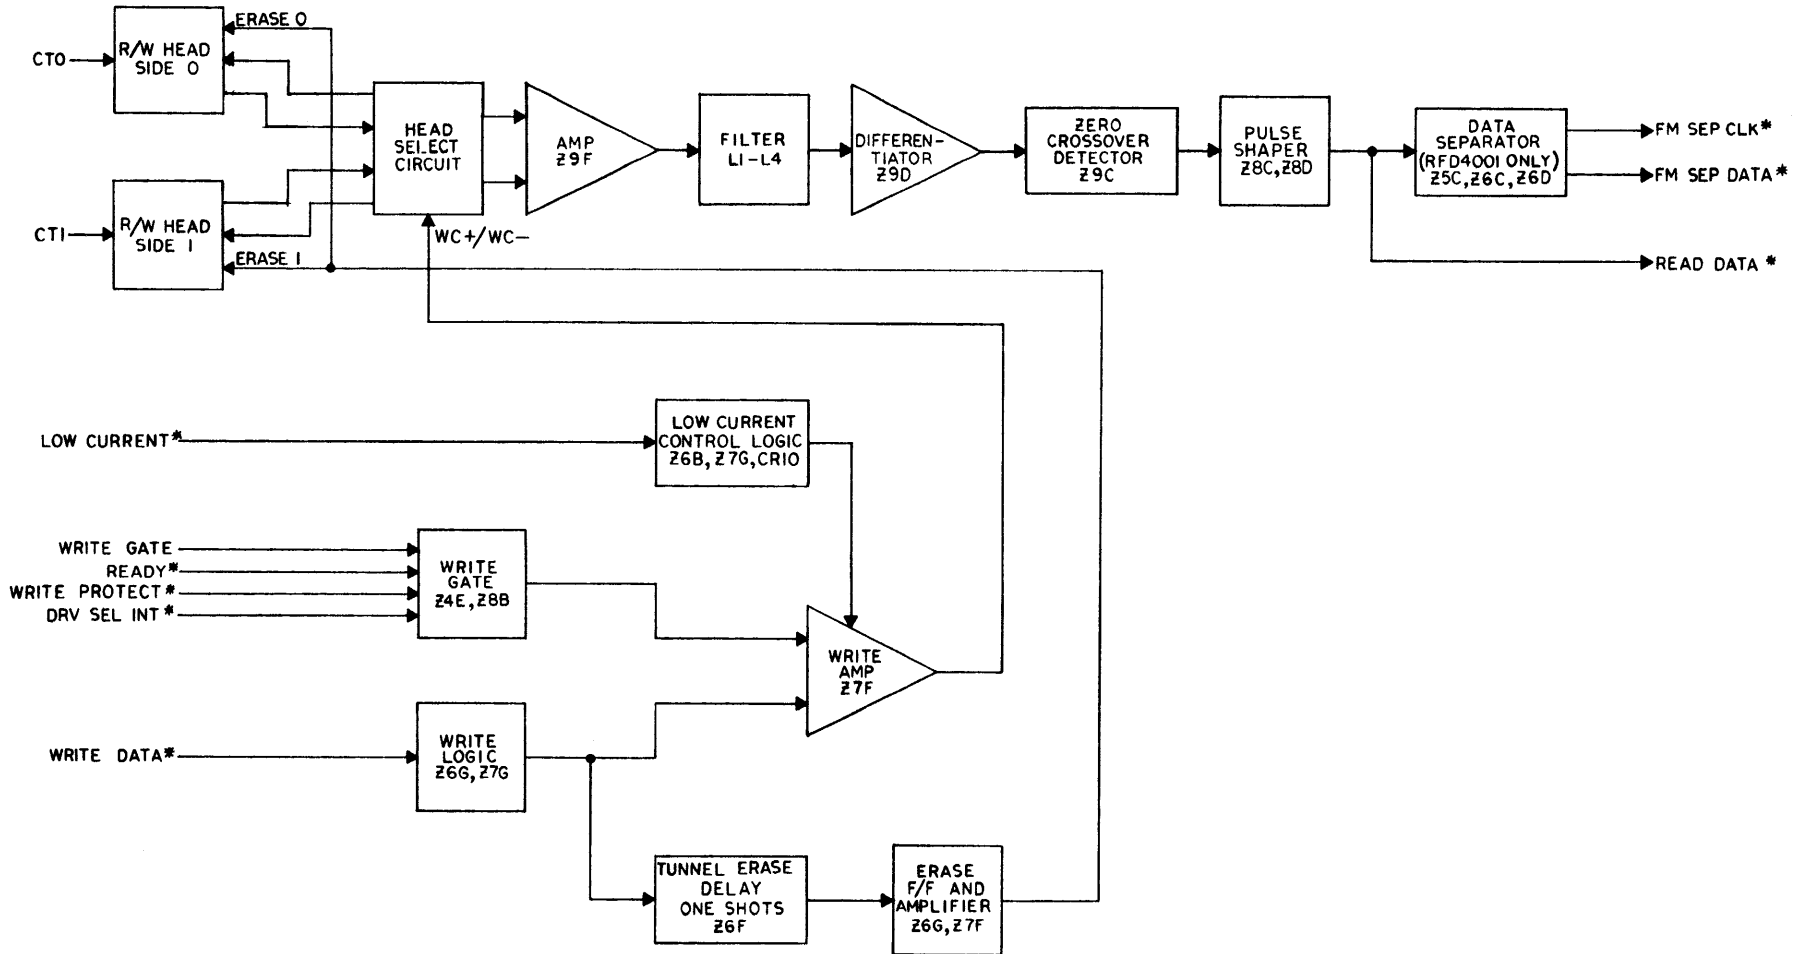 ERASE 0
CT0
R/W HEAD
SIDE 0
HEAD
SELECT
CIRCUIT
AMP
Z9F
FILTER
L1-L4
DIFFEREN-
TIATOR
Z9D
ZERO
CROSSOVER
DETECTOR
Z9C
PULSE
SHAPER
Z8C, Z8D
DATA
SEPARATOR
(RFD4001 ONLY)
Z5C, Z6C, Z6D
FM SEP CLK*
FM SEP DATA*
READ DATA*
CT1
R/W HEAD
SIDE 1
ERASE 1
WC+/WC-
LOW CURRENT*
LOW CURRENT
CONTROL LOGIC
Z6B, Z7G, CR10
WRITE GATE
READY*
WRITE PROTECT*
DRV SEL INT*
WRITE
GATE
Z4E, Z8B
WRITE
AMP
Z7F
WRITE DATA*
WRITE
LOGIC
Z6G, Z7G
TUNNEL ERASE
DELAY
ONE SHOTS
Z6F
ERASE
F/F AND
AMPLIFIER
Z6G, Z7F